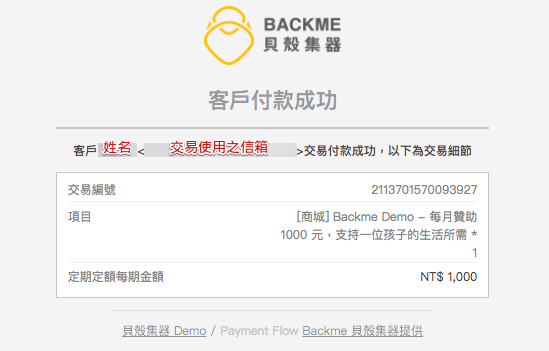 BACKME
貝殼集器
客戶付款成功
客戶 姓名 < 交易使用之信箱 >交易付款成功，以下為交易細節
交易編號 2113701570093927
項目 [商城] Backme Demo – 每月贊助
1000 元，支持一位孩子的生活所需 *
1
定期定額每期金額 NT$ 1,000
貝殼集器 Demo / Payment Flow Backme 貝殼集器提供